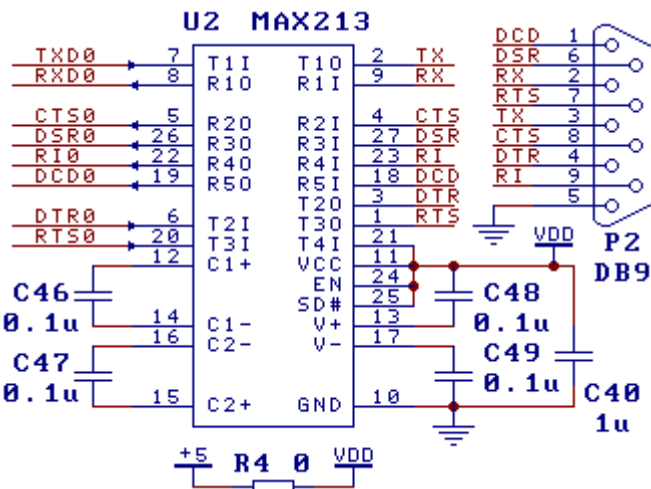 U2 MAX213
TXD0 7 T1I T1O 2 TX
RXD0 8 R1O R1I 9 RX
CTS0 5 R2O R2I 4 CTS
DSR0 26 R3O R3I 27 DSR
RI0 22 R4O R4I 23 RI
DCD0 19 R5O R5I 18 DCD
T2O 3 DTR
DTR0 6 T2I T3O 1 RTS
RTS0 20 T3I T4I 21
12 C1+ VCC 11
EN 24
SD# 25
14 C1- V+ 13
16 C2- V- 17
15 C2+ GND 10
DCD 1
DSR 6
RX 2
RTS 7
TX 3
CTS 8
DTR 4
RI 9
5
P2
DB9
VDD
C46
0.1u
C47
0.1u
C48
0.1u
C49
0.1u
C40
1u
+5 R4 0 VDD